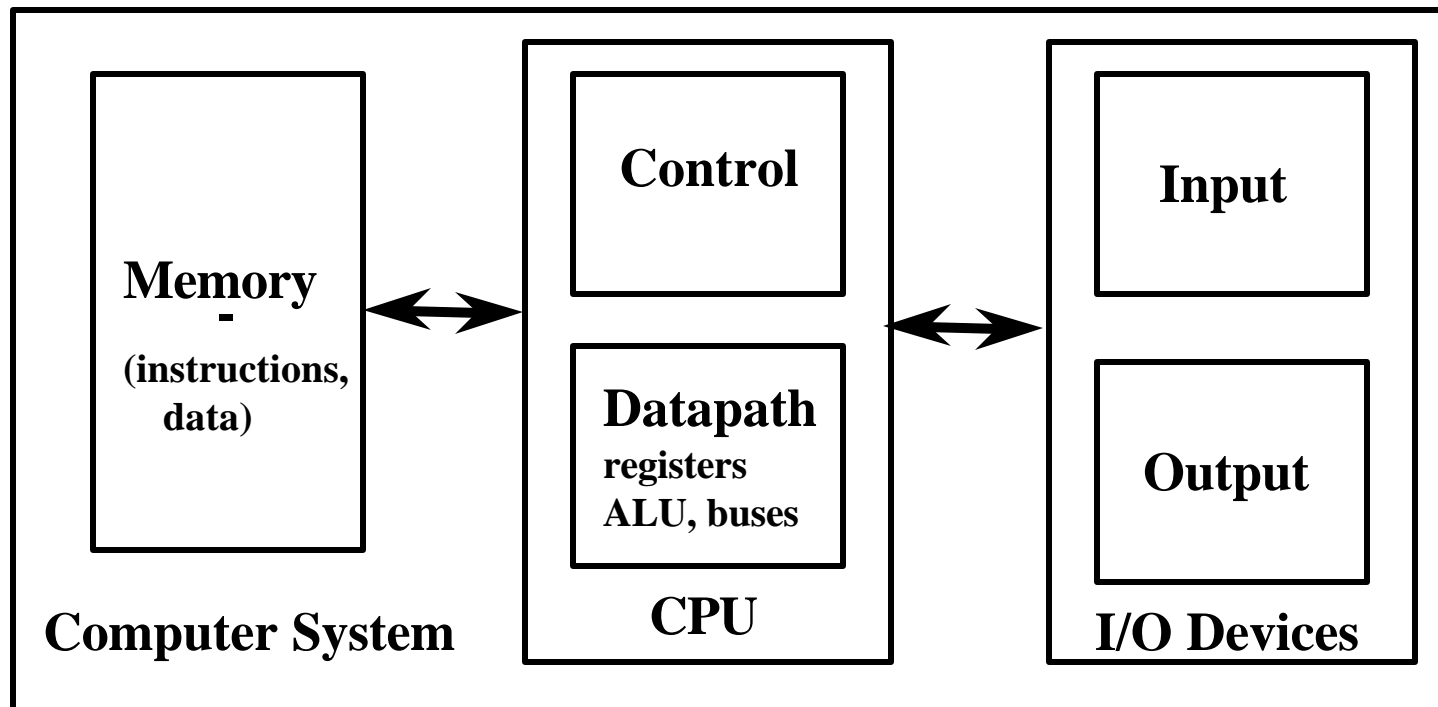 Memory
-
(instructions,
data)
Computer System
Control
Datapath
registers
ALU, buses
CPU
Input
Output
I/O Devices